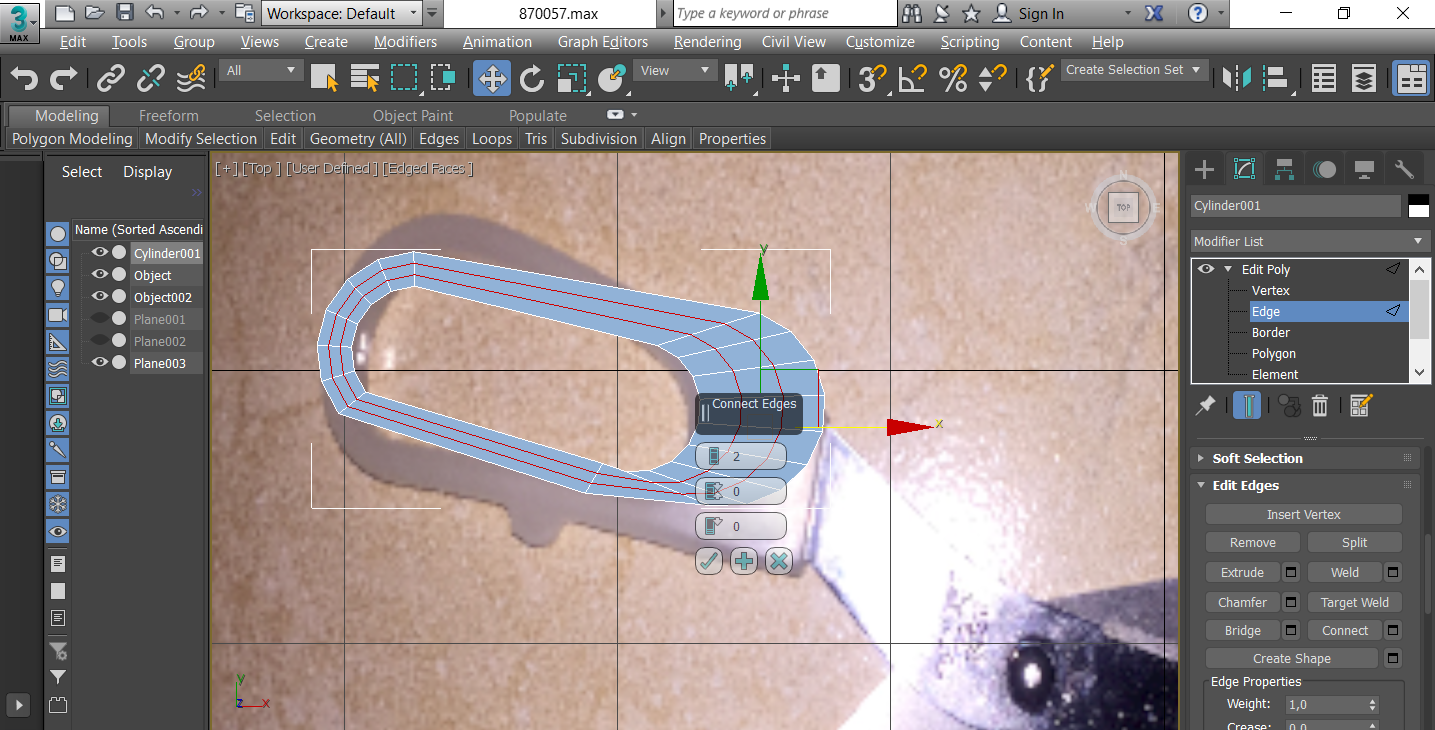 3
MAX
Workspace: Default
870057.max
Type a keyword or phrase
Sign In
?
Edit Tools Group Views Create Modifiers Animation Graph Editors Rendering Civil View Customize Scripting Content Help
All
View
3
%
Create Selection Set
Modeling Freeform Selection Object Paint Populate
Polygon Modeling Modify Selection Edit Geometry (All) Edges Loops Tris Subdivision Align Properties
Select Display
»
Name (Sorted Ascendi
Cylinder001
Object
Object002
Plane001
Plane002
Plane003
[+] [Top ] [User Defined ] [Edged Faces ]
N
W TOP E
S
y
x
Connect Edges
2
0
0
y
z x
Cylinder001
Modifier List
Edit Poly
Vertex
Edge
Border
Polygon
Element
Soft Selection
Edit Edges
Insert Vertex
Remove Split
Extrude Weld
Chamfer Target Weld
Bridge Connect
Create Shape
Edge Properties
Weight: 1,0
Crease: 0,0